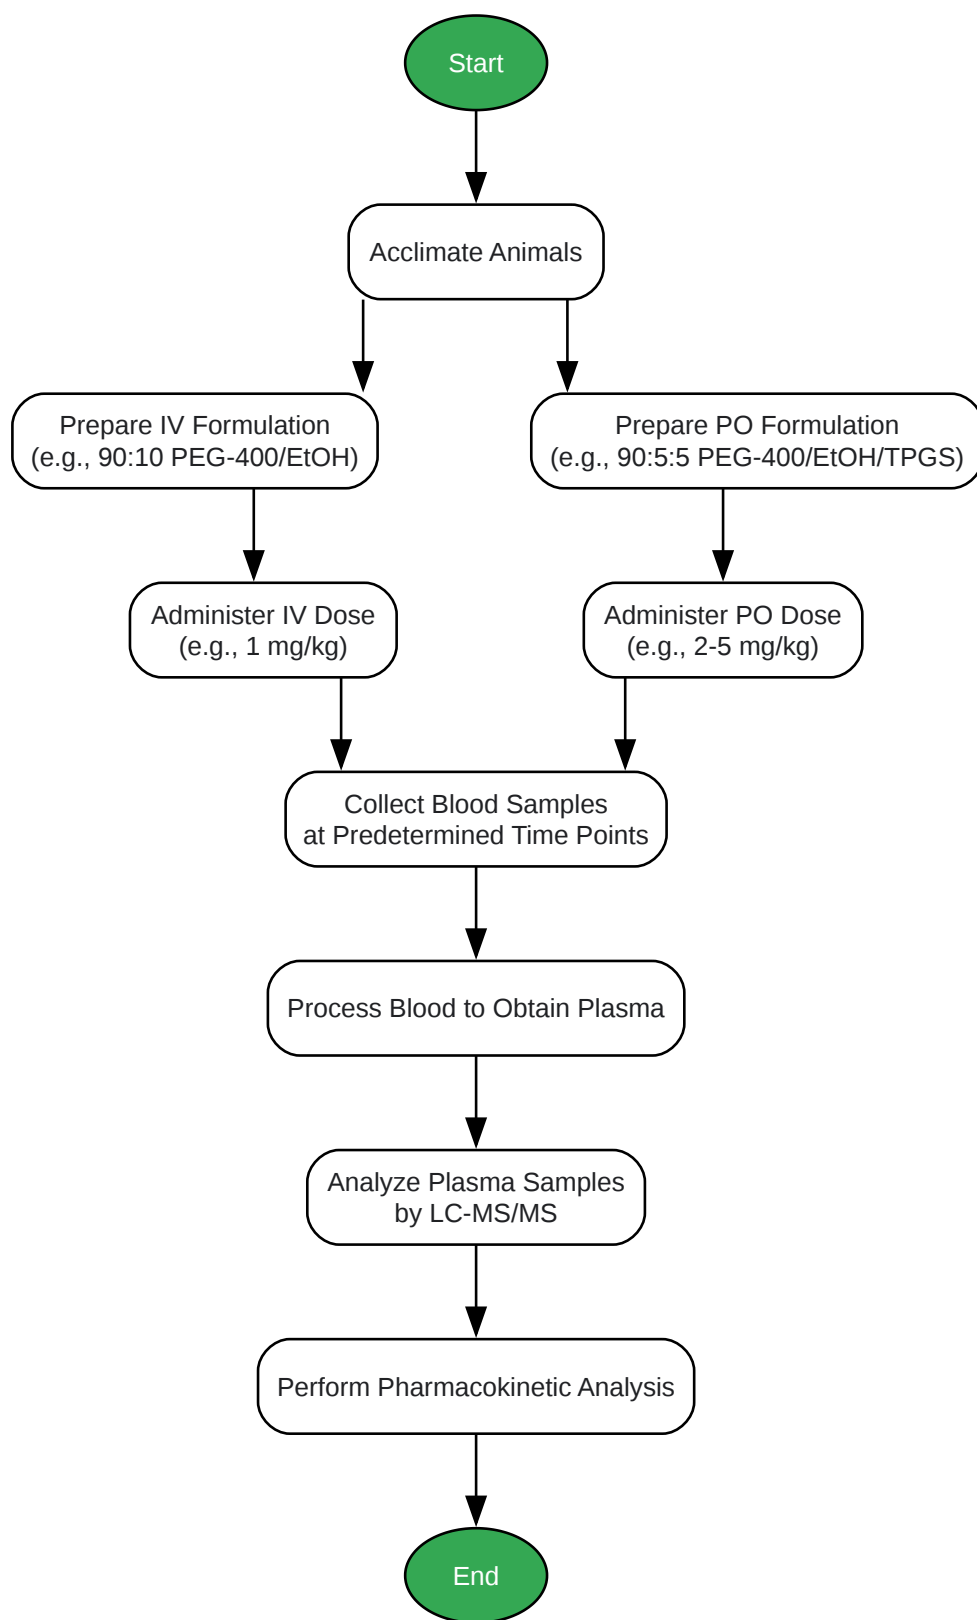 Start
Acclimate Animals
Prepare IV Formulation
(e.g., 90:10 PEG-400/EtOH)
Prepare PO Formulation
(e.g., 90:5:5 PEG-400/EtOH/TPGS)
Administer IV Dose
(e.g., 1 mg/kg)
Administer PO Dose
(e.g., 2-5 mg/kg)
Collect Blood Samples
at Predetermined Time Points
Process Blood to Obtain Plasma
Analyze Plasma Samples
by LC-MS/MS
Perform Pharmacokinetic Analysis
End